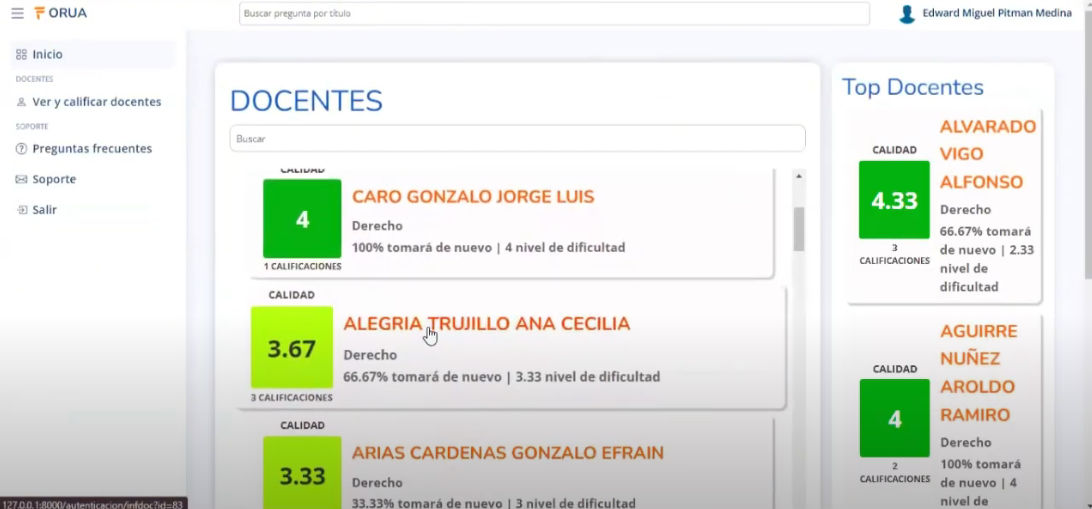 FORUA
Buscar pregunta por título
Edward Miguel Pitman Medina
Inicio
DOCENTES
Ver y calificar docentes
SOPORTE
Preguntas frecuentes
Soporte
Salir
DOCENTES
Buscar
CALIDAD
4
1 CALIFICACIONES
CARO GONZALO JORGE LUIS
Derecho
100% tomará de nuevo | 4 nivel de dificultad
CALIDAD
3.67
3 CALIFICACIONES
ALEGRIA TRUJILLO ANA CECILIA
Derecho
66.67% tomará de nuevo | 3.33 nivel de dificultad
CALIDAD
3.33
ARIAS CARDENAS GONZALO EFRAIN
Derecho
33.33% tomará de nuevo | 3 nivel de dificultad
Top Docentes
CALIDAD
4.33
3
CALIFICACIONES
ALVARADO
VIGO
ALFONSO
Derecho
66.67% tomará
de nuevo | 2.33
nivel de
dificultad
CALIDAD
4
2
CALIFICACIONES
AGUIRRE
NUÑEZ
AROLDO
RAMIRO
Derecho
100% tomará
de nuevo | 4
nivel de
127.0.0.1:8000/autenticacion/infdoc?id=83